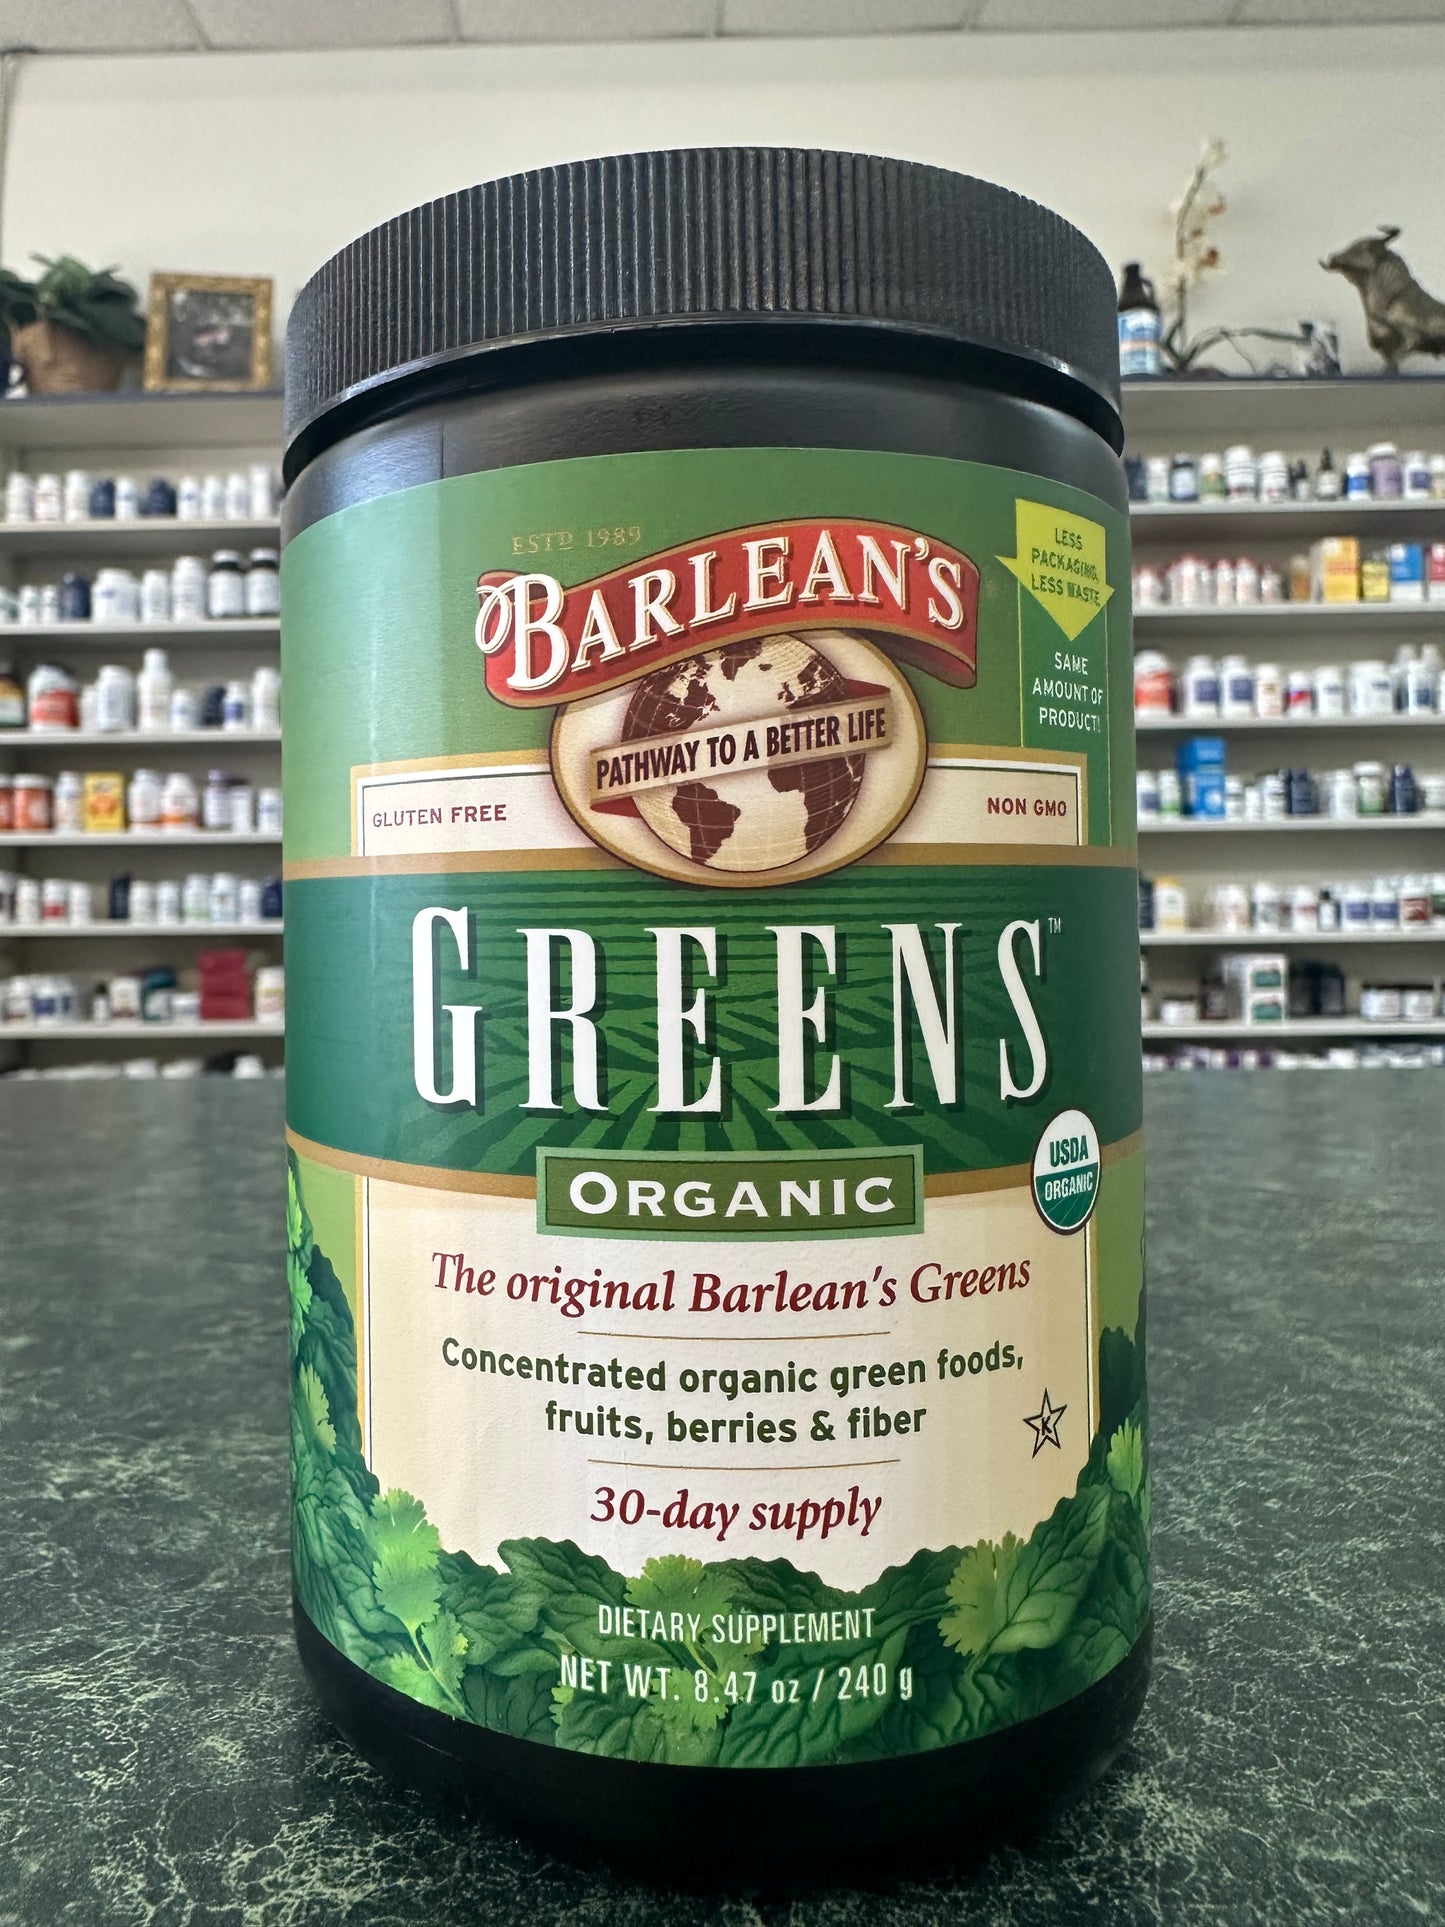 ESTD 1989
BARLEAN'S
PATHWAY TO A BETTER LIFE
LESS
PACKAGING,
LESS WASTE
SAME
AMOUNT OF
PRODUCT!
GLUTEN FREE
NON GMO
GREENS™
ORGANIC
USDA
ORGANIC
The original Barlean's Greens
Concentrated organic green foods,
fruits, berries & fiber
K
30-day supply
DIETARY SUPPLEMENT
NET WT. 8.47 oz / 240 g